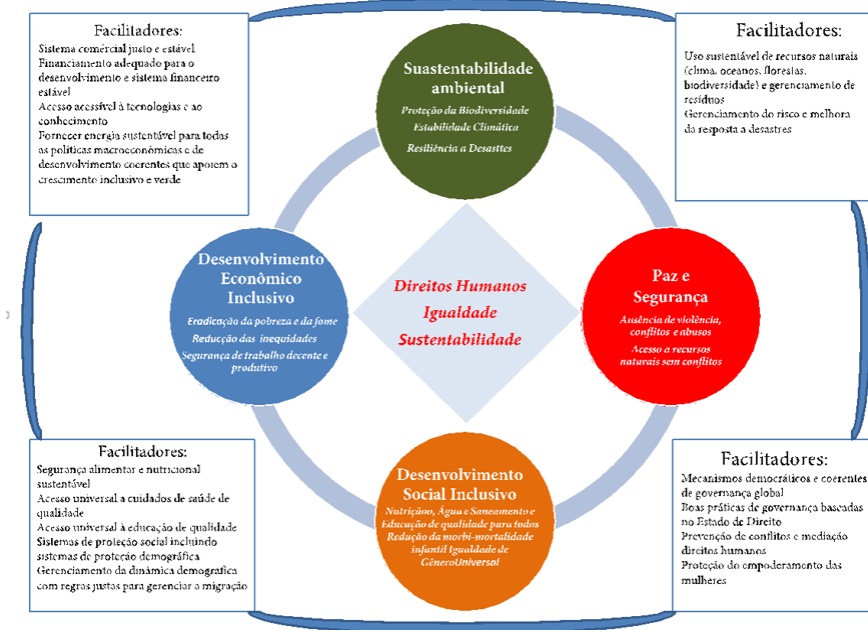 Facilitadores:
Sistema comércial justo e estável
Financiamento adequado para o
desenvolvimento e sistema financeiro
estável
Acesso acessível à tecnologias e ao
conhecimento
Fornecer energia sustentável para todas
as políticas macroeconômicas e de
desenvolvimento coerentes que apoiem o
crescimento inclusivo e verde
Suastentabilidade
ambiental
Proteção da Biodiversidade
Estabilidade Climática
Resiliência a Desasttes
Facilitadores:
Uso sustentável de recursos naturais
(clima, oceanos, florestas,
biodiversidade) e gerenciamento de
resíduos
Gerenciamento do risco e melhora
da resposta a desastres
Desenvolvimento
Econômico
Inclusivo
Eradicação da pobreza e da fome
Reducção das inequidades
Segurança de trabalho decente e
produtivo
Direitos Humanos
Igualdade
Sustentabilidade
Paz e
Segurança
Ausência de violência,
conflitos e abusos
Acesso a recursos
naturais sem conflitos
Facilitadores:
Segurança alimentar e nutricional
sustentável
Acesso universal a cuidados de saúde de
qualidade
Acesso universal à educação de qualidade
Sistemas de proteção social incluindo
sistemas de proteção demográfica
Gerenciamento da dinâmica demográfica
com regras justas para gerenciar a migração
Desenvolvimento
Social Inclusivo
Nutriçãoo, Água e Saneamento e
Educação de qualidade para todos
Redução da morbi-mortalidade
infantil Igualdade de
GêneroUniversal
Facilitadores:
Mecanismos democráticos e coerentes
de governança global
Boas práticas de governança baseadas
no Estado de Direito
Prevenção de conflitos e mediação
direitos humanos
Proteção do empoderamento das
mulheres